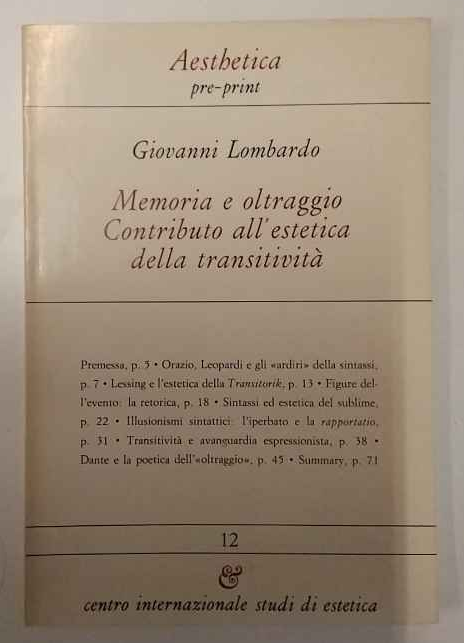 Aesthetica
pre-print
Giovanni Lombardo
Memoria e oltraggio
Contributo all'estetica
della transitività
Premessa, p. 5 • Orazio, Leopardi e gli «ardiri» della sintassi,
p. 7 • Lessing e l'estetica della Transitorik, p. 13 • Figure del-
l'evento: la retorica, p. 18 • Sintassi ed estetica del sublime,
p. 22 • Illusionismi sintattici: l'iperbato e la rapportatio,
p. 31 • Transitività e avanguardia espressionista, p. 38 •
Dante e la poetica dell'«oltraggio», p. 45 • Summary, p. 71
12
&
centro internazionale studi di estetica